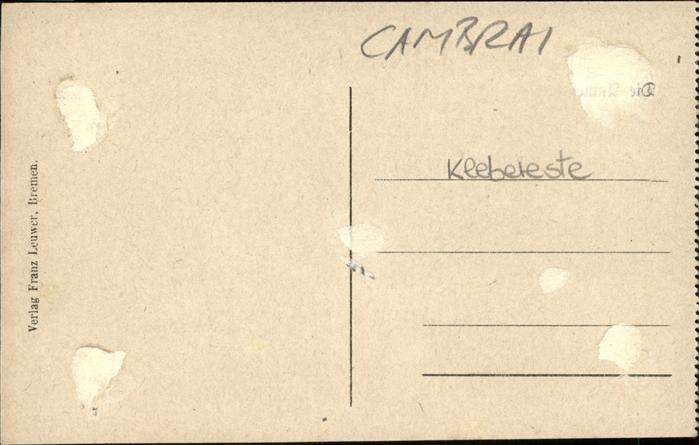 CAMBRAI
Klebereste
Verlag Franz Leuwer, Bremen.